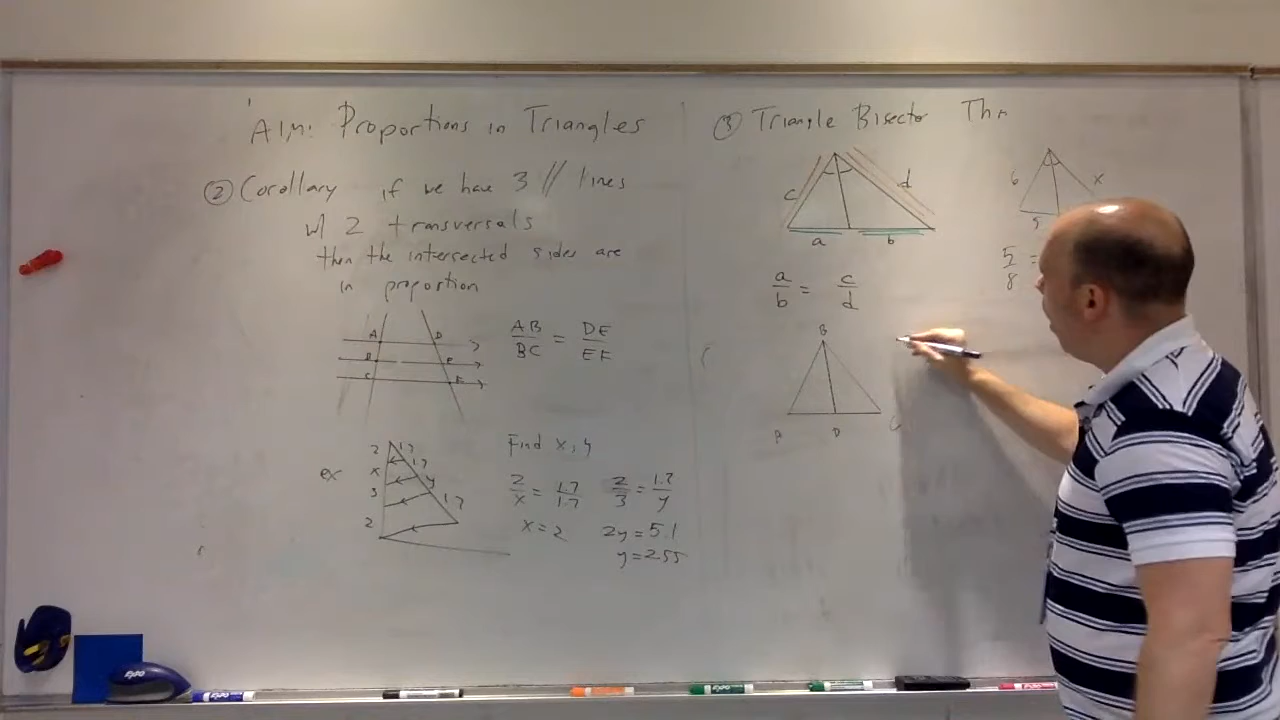 Aim: Proportions in Triangles
② Corollary if we have 3 // lines
w/ 2 transversals
then the intersected sides are
in proportion
A D
B E
C F
AB/BC = DE/EF
ex
2 1.7
x 1.7
3 y
2 1.7
Find x, y
2/x = 1.7/1.7
x = 2
2/3 = 1.7/y
2y = 5.1
y = 2.55
③ Triangle Bisector Thm
c d
a b
a/b = c/d
6 x
5
5/8 =
B
A D C
expo